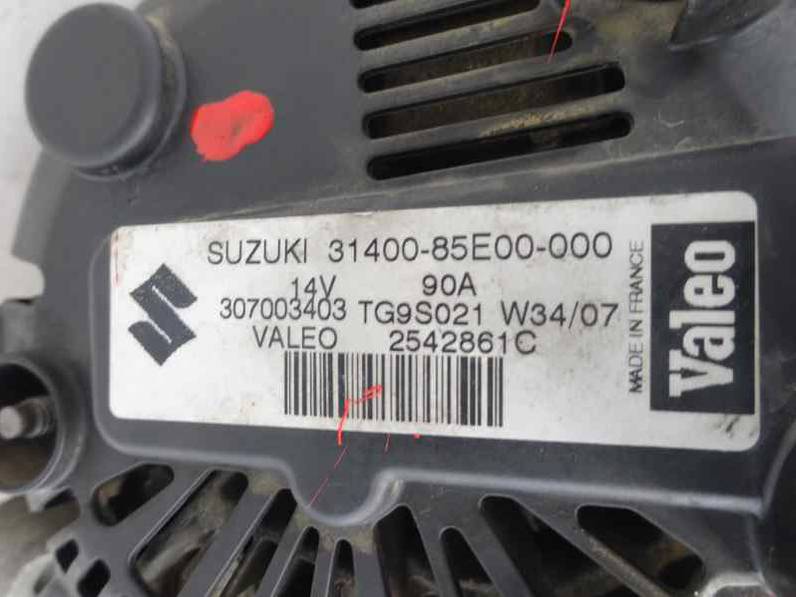 SUZUKI 31400-85E00-000
14V 90A
307003403 TG9S021 W34/07
VALEO 2542861C
MADE IN FRANCE
Valeo